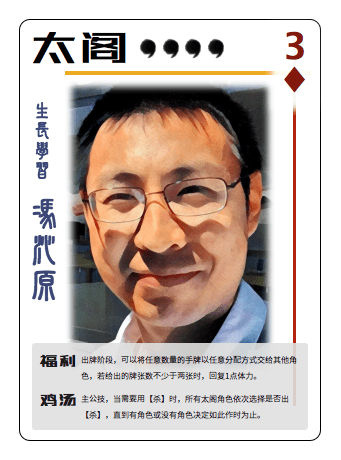 太阁
3
生長學習
馮沁原
福利 出牌阶段，可以将任意数量的手牌以任意分配方式交给其他角
色，若给出的牌张数不少于两张时，回复1点体力。
鸡汤 主公技，当需要用【杀】时，所有太阁角色依次选择是否出
【杀】，直到有角色或没有角色决定如此作时为止。